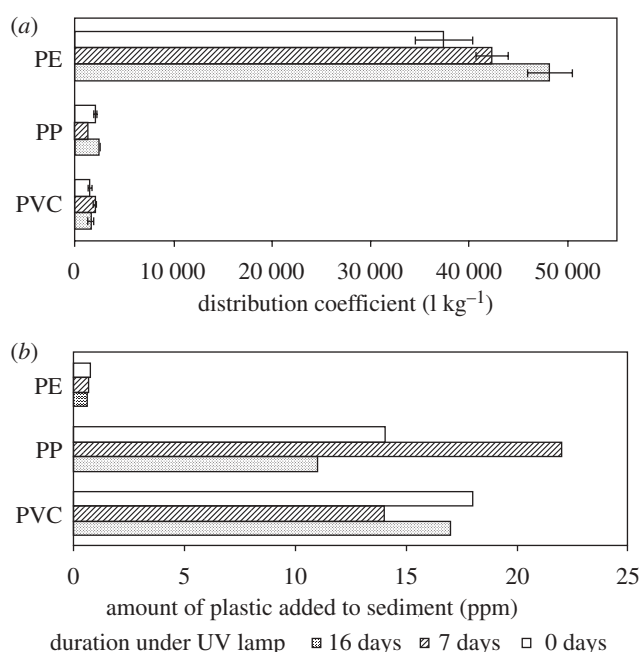 (a)
PE
PP
PVC
0 10 000 20 000 30 000 40 000 50 000
distribution coefficient (l kg–1)
(b)
PE
PP
PVC
0 5 10 15 20 25
amount of plastic added to sediment (ppm)
duration under UV lamp 16 days 7 days 0 days